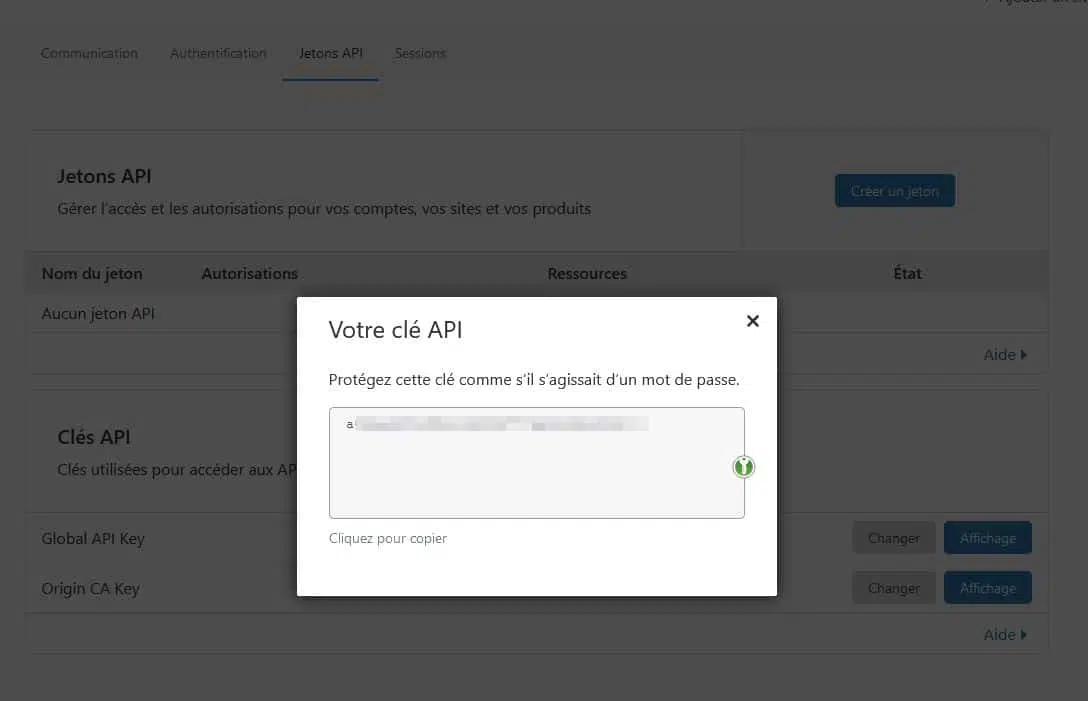 Communication
Authentification
Jetons API
Sessions
Jetons API
Gérer l'accès et les autorisations pour vos comptes, vos sites et vos produits
Créer un jeton
Nom du jeton
Autorisations
Ressources
État
Aucun jeton API
Aide
Votre clé API
Protégez cette clé comme s'il s'agissait d'un mot de passe.
Cliquez pour copier
Clés API
Clés utilisées pour accéder aux
Global API Key
Changer
Affichage
Origin CA Key
Changer
Affichage
Aide